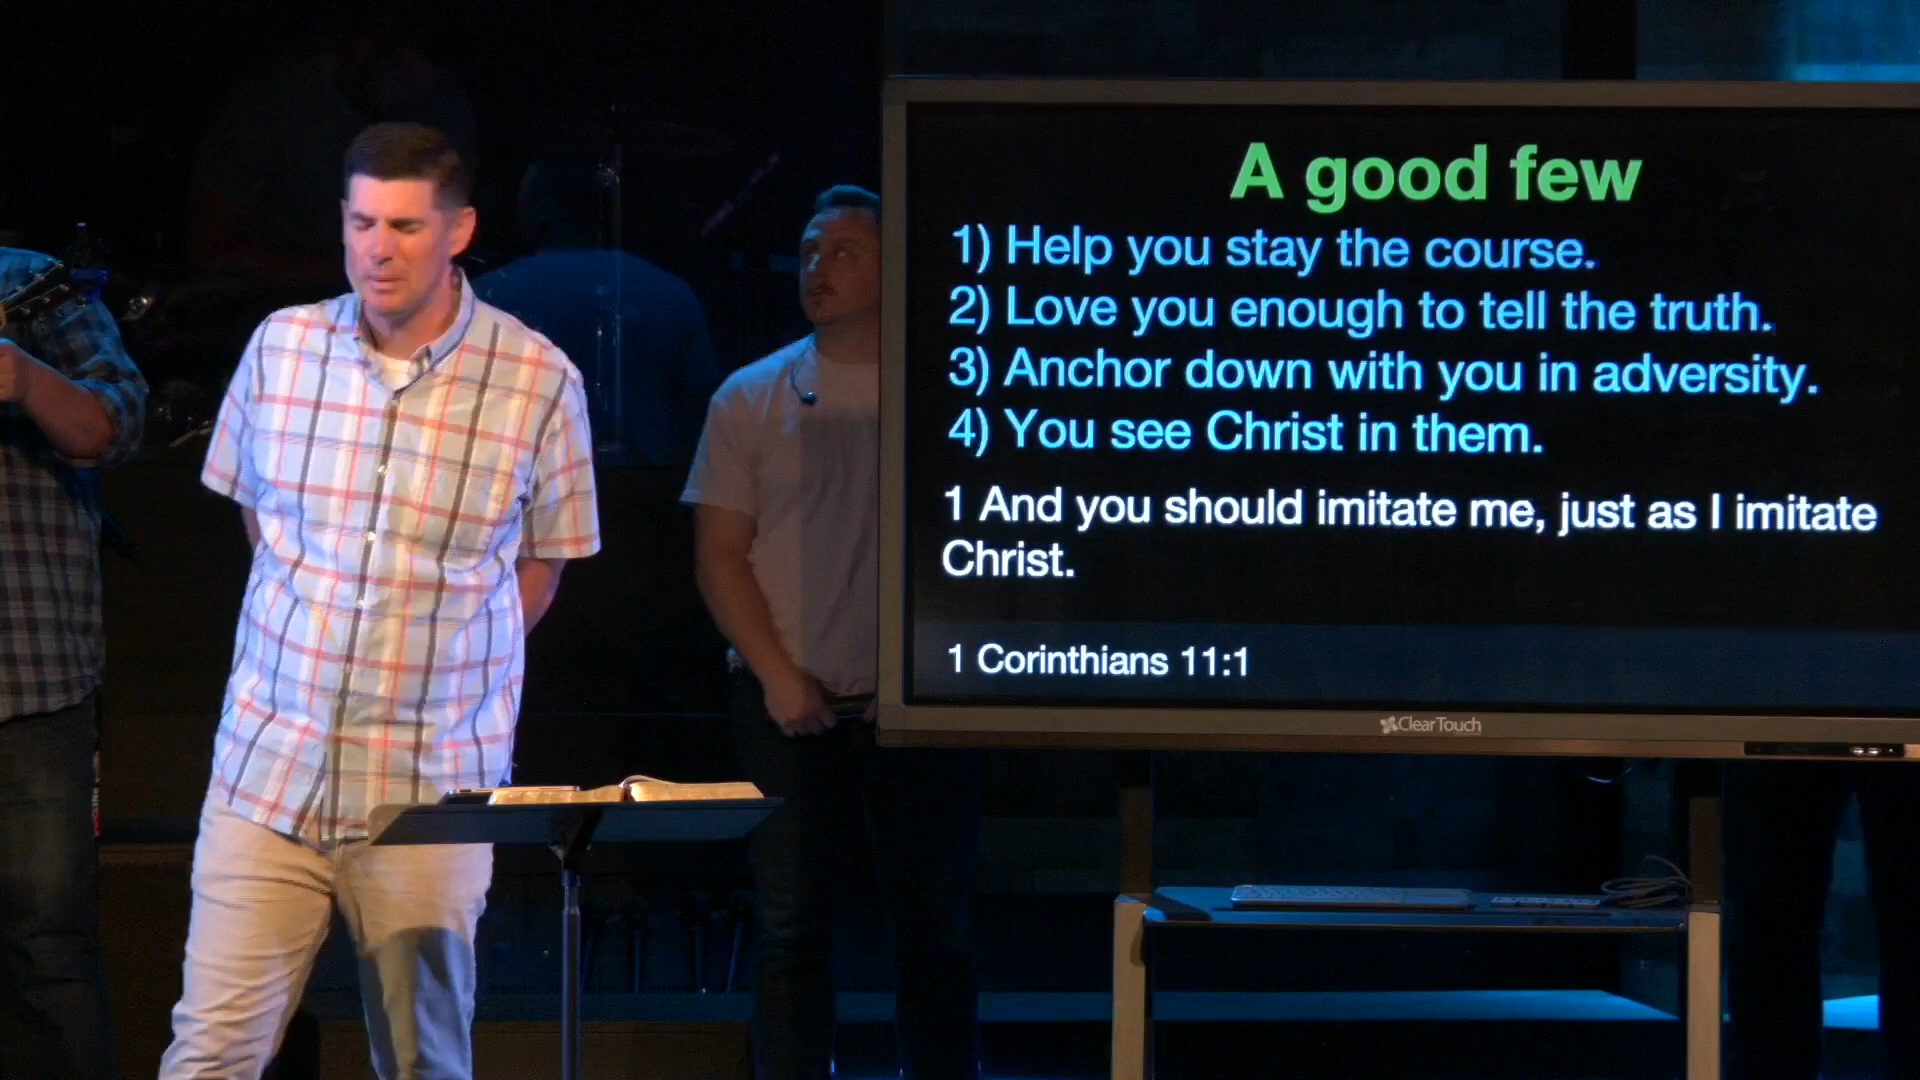 A good few
1) Help you stay the course.
2) Love you enough to tell the truth.
3) Anchor down with you in adversity.
4) You see Christ in them.
1 And you should imitate me, just as I imitate
Christ.
1 Corinthians 11:1
ClearTouch